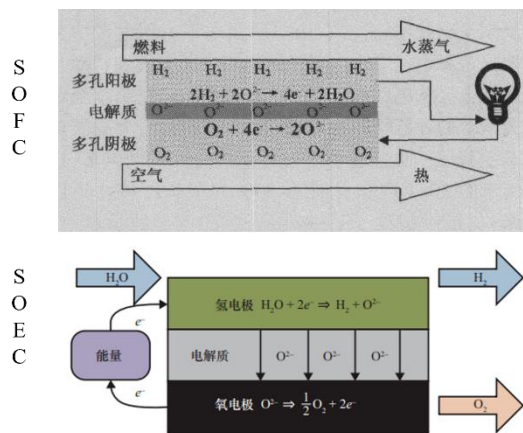 SOFC
燃料 水蒸气
H₂ H₂ H₂ H₂ H₂
多孔阳极
2H₂ + 2O²⁻ → 4e⁻ + 2H₂O
电解质 O²⁻ O²⁻ O²⁻ O²⁻ O²⁻
O₂ + 4e⁻ → 2O²⁻
多孔阴极
O₂ O₂ O₂ O₂ O₂
空气 热
SOEC
H₂O H₂
氢电极 H₂O + 2e⁻ ⇒ H₂ + O²⁻
e⁻
能量 电解质 O²⁻ O²⁻ O²⁻
e⁻
氧电极 O²⁻ ⇒ 1/2 O₂ + 2e⁻
O₂